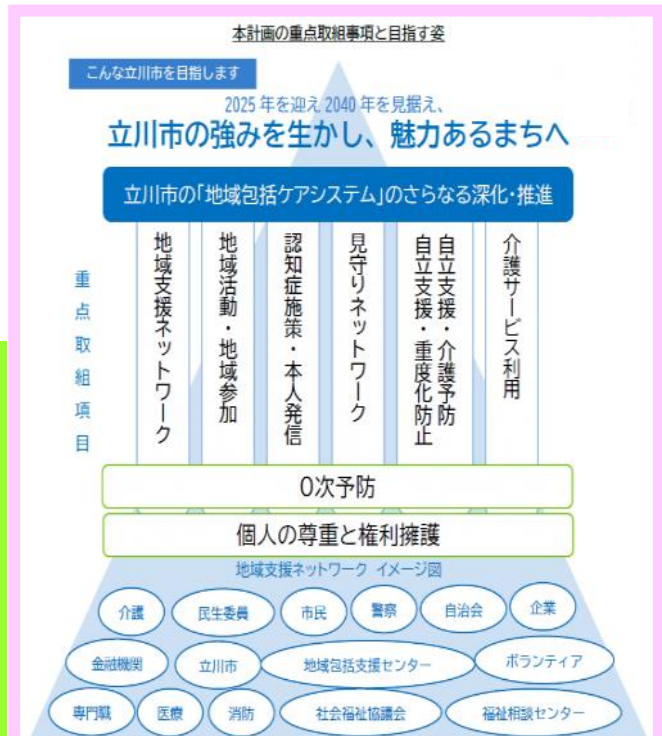 本計画の重点取組事項と目指す姿
こんな立川市を目指します
2025年を迎え2040年を見据え、
立川市の強みを生かし、魅力あるまちへ
立川市の「地域包括ケアシステム」のさらなる深化・推進
重点取組項目
地域支援ネットワーク
地域活動・地域参加
認知症施策・本人発信
見守りネットワーク
自立支援・介護予防
自立支援・重度化防止
介護サービス利用
0次予防
個人の尊重と権利擁護
地域支援ネットワーク イメージ図
介護 民生委員 市民 警察 自治会 企業
金融機関 立川市 地域包括支援センター ボランティア
専門職 医療 消防 社会福祉協議会 福祉相談センター